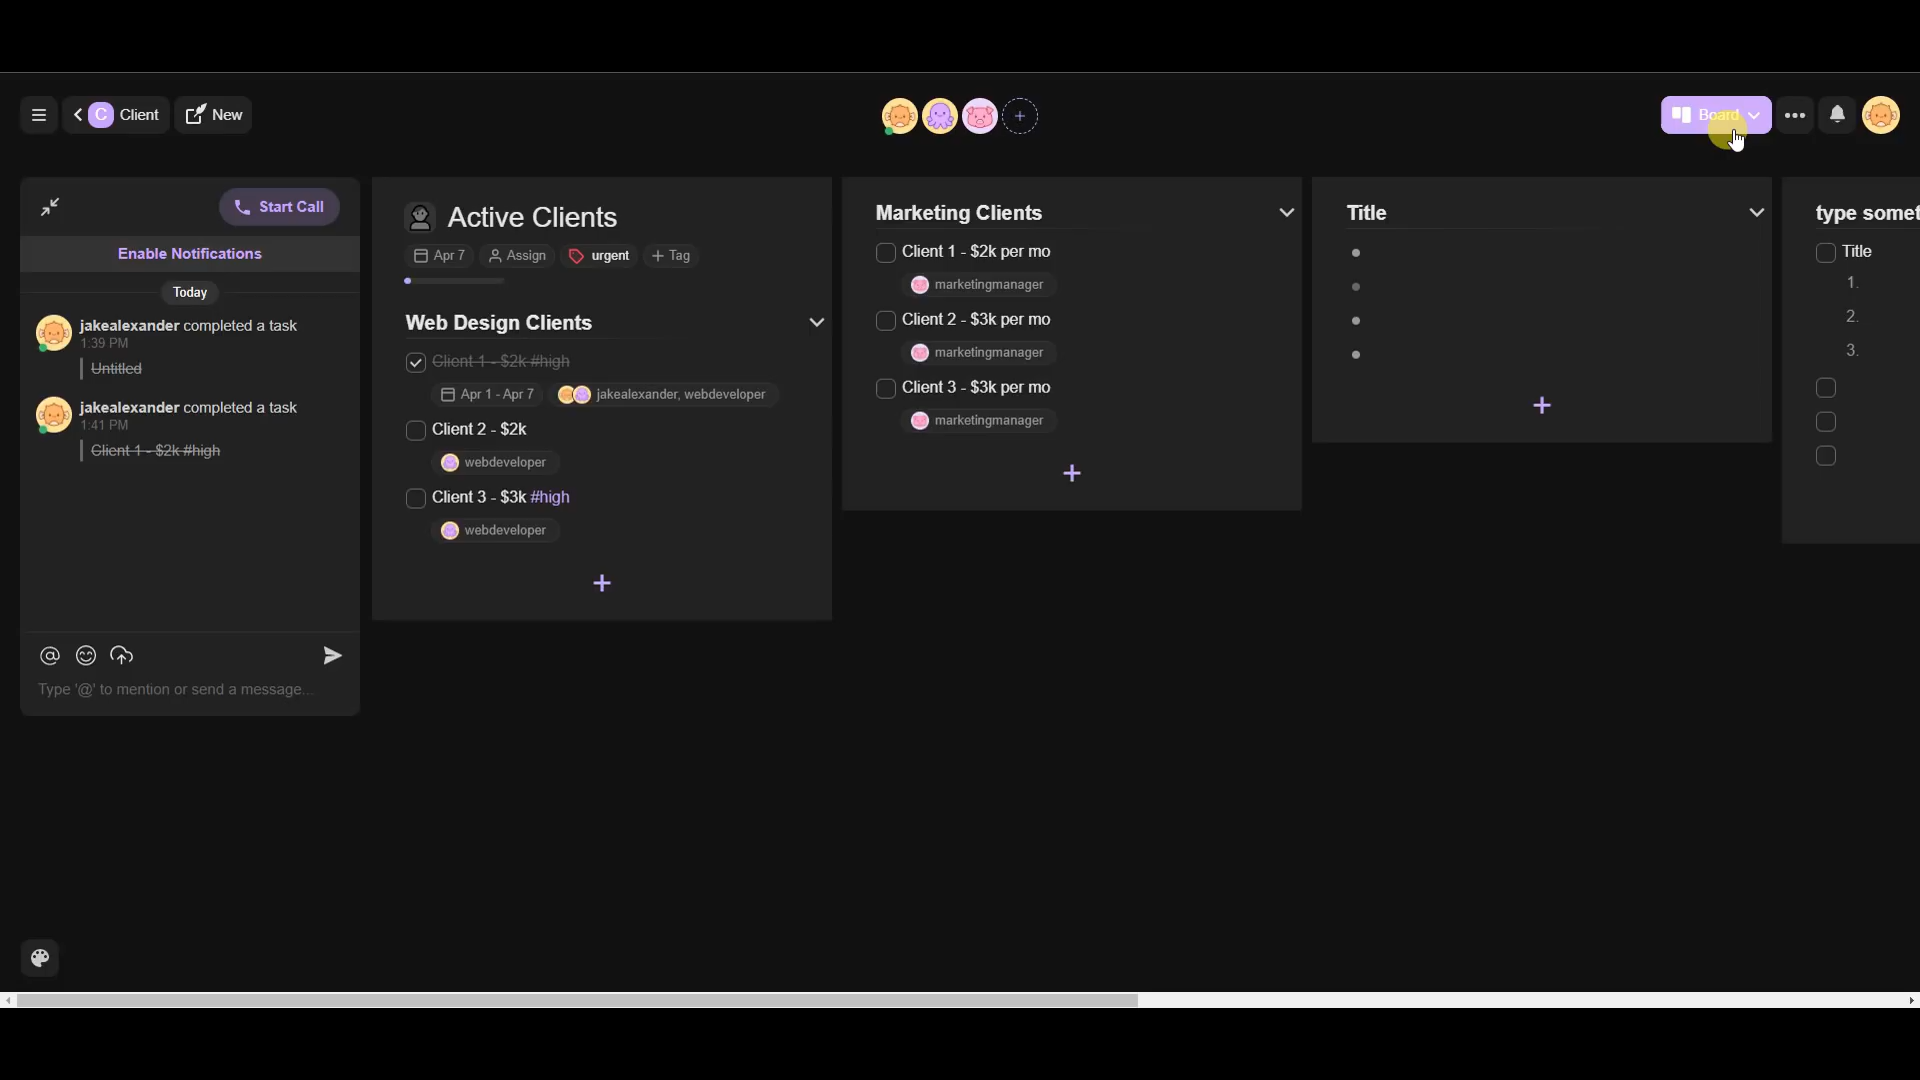 C Client
New
Board
Start Call
Enable Notifications
Today
jakealexander completed a task
1:39 PM
Untitled
jakealexander completed a task
1:41 PM
Client 1 - $2k #high
Type '@' to mention or send a message...
Active Clients
Apr 7 Assign urgent + Tag
Web Design Clients
Client 1 - $2k #high
Apr 1 - Apr 7 jakealexander, webdeveloper
Client 2 - $2k
webdeveloper
Client 3 - $3k #high
webdeveloper
+
Marketing Clients
Client 1 - $2k per mo
marketingmanager
Client 2 - $3k per mo
marketingmanager
Client 3 - $3k per mo
marketingmanager
+
Title
+
type somet
Title
1.
2.
3.